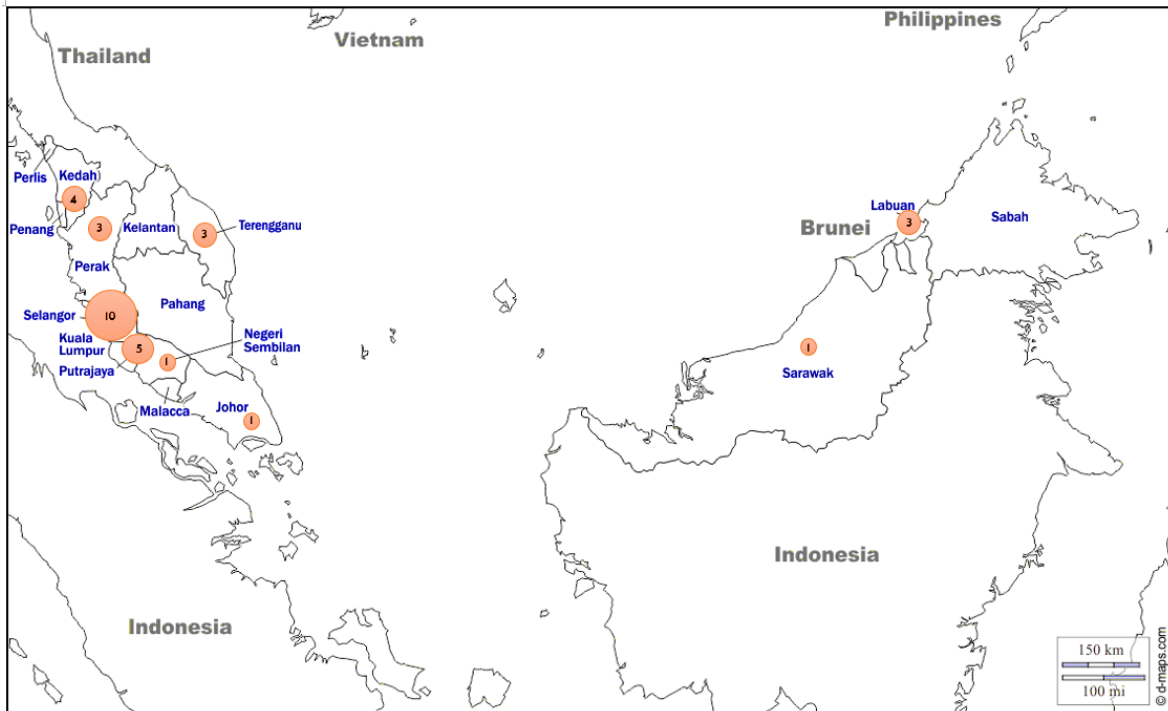 Philippines
Vietnam
Thailand
Perlis
Kedah
4
Penang
3
Kelantan
3
Terengganu
Perak
Labuan
3
Brunei
Sabah
Pahang
Selangor
10
Kuala
Lumpur
5
Putrajaya
1
Negeri
Sembilan
Malacca
Johor
1
1
Sarawak
Indonesia
Indonesia
150 km
100 mi
© d-maps.com